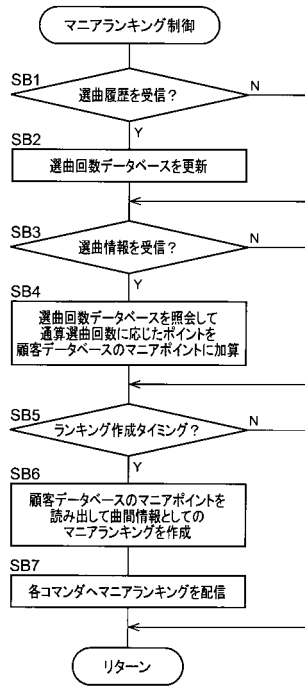 マニアランキング制御
SB1
選曲履歴を受信？
N
Y
SB2
選曲回数データベースを更新
SB3
選曲情報を受信？
N
Y
SB4
選曲回数データベースを照会して
通算選曲回数に応じたポイントを
顧客データベースのマニアポイントに加算
SB5
ランキング作成タイミング？
N
Y
SB6
顧客データベースのマニアポイントを
読み出して曲間情報としての
マニアランキングを作成
SB7
各コマンダへマニアランキングを配信
リターン